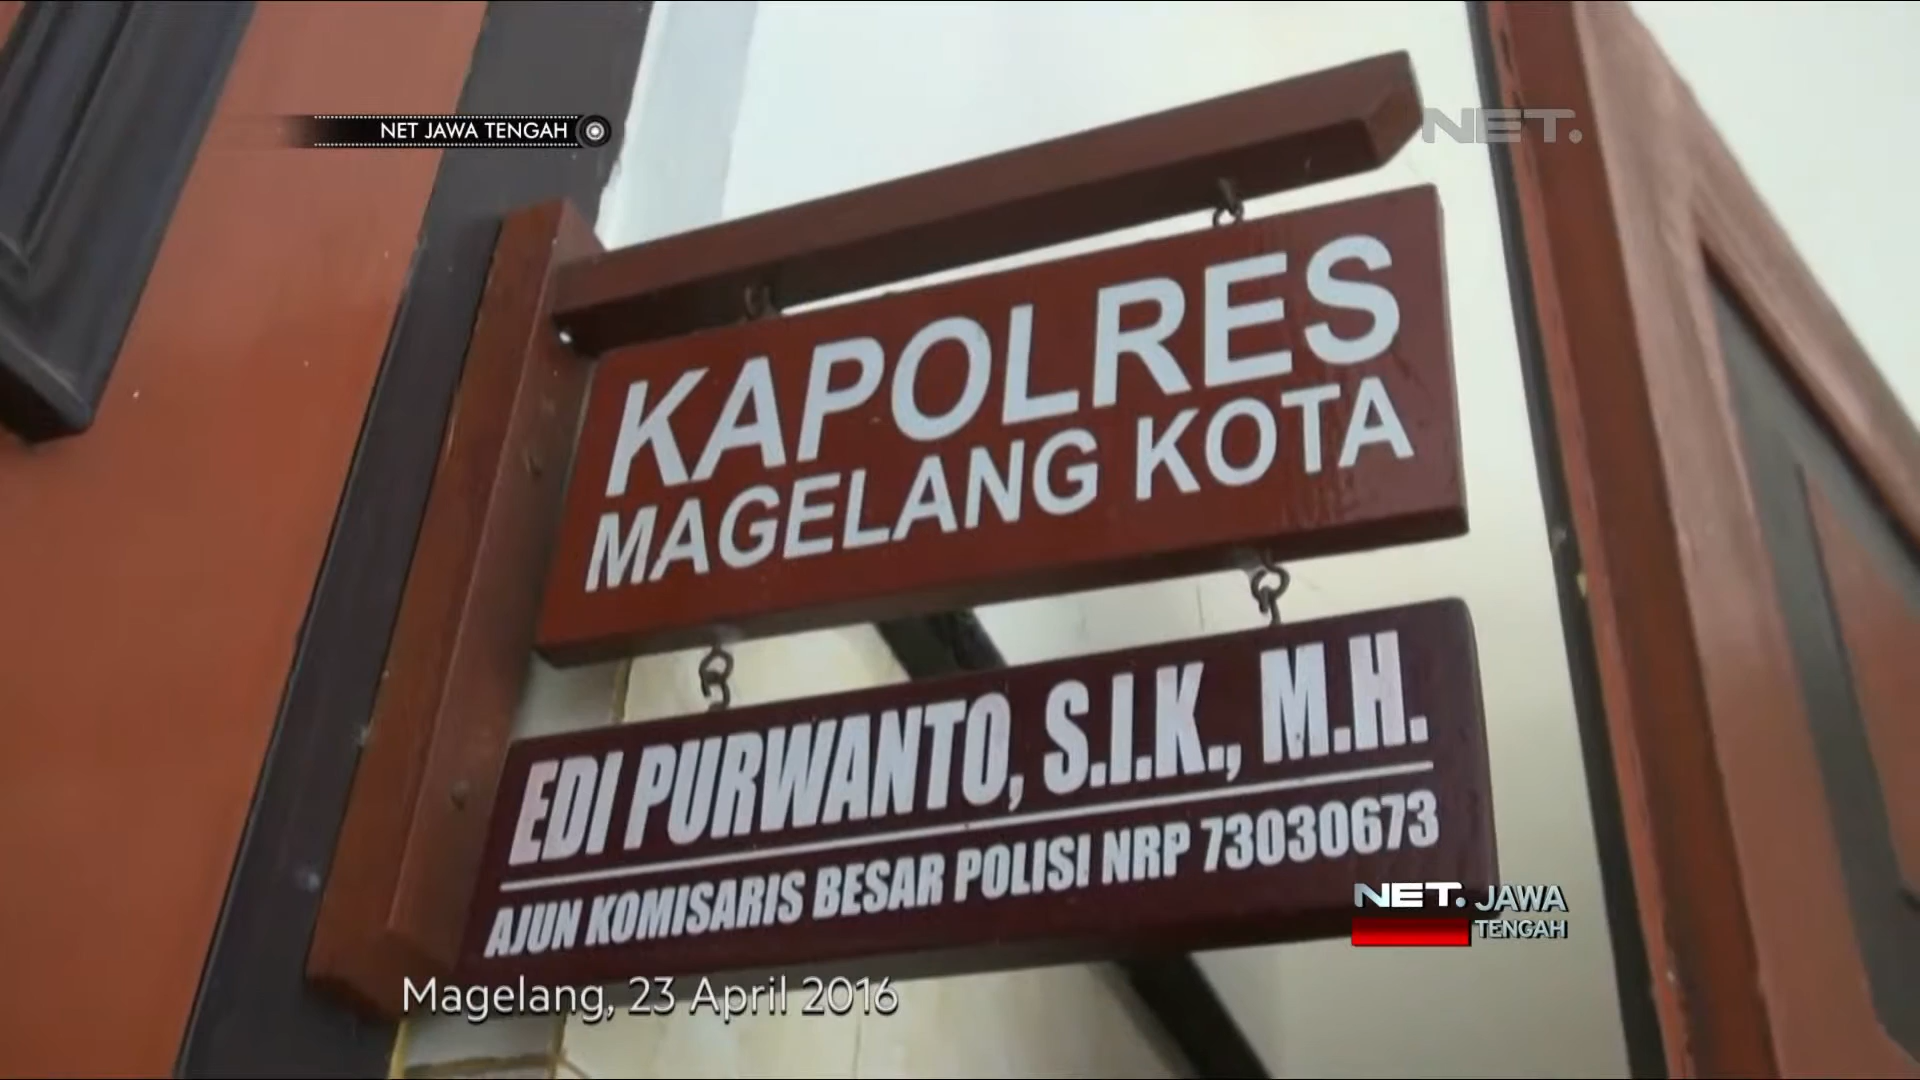 NET JAWA TENGAH
NET.
KAPOLRES
MAGELANG KOTA
EDI PURWANTO, S.I.K., M.H.
AJUN KOMISARIS BESAR POLISI NRP 73030673
NET. JAWA
TENGAH
Magelang, 23 April 2016